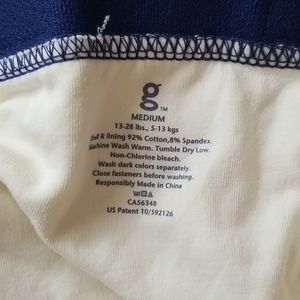 g™
MEDIUM
13-28 lbs., 5-13 kgs
Shell & lining 92% Cotton,8% Spandex.
Machine Wash Warm. Tumble Dry Low.
Non-Chlorine bleach.
Wash dark colors separately.
Close fasteners before washing.
Responsibly Made in China
CA56348
US Patent 10/592126